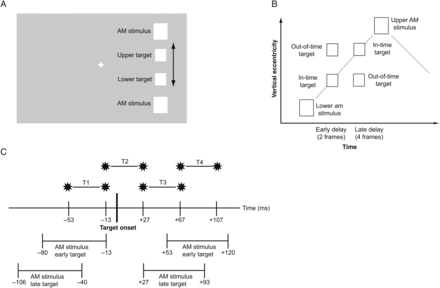 A
AM stimulus
Upper target
Lower target
AM stimulus
B
Vertical eccentricity
Upper AM
stimulus
Out-of-time
target
In-time
target
In-time
target
Out-of-time
target
Lower am
stimulus
Early delay
(2 frames)
Late delay
(4 frames)
Time
C
T2
T4
T1
T3
Time (ms)
−53
−13
+27
+67
+107
Target onset
AM stimulus
early target
−80
−13
AM stimulus
early target
+53
+120
AM stimulus
late target
−106
−40
AM stimulus
late target
+27
+93